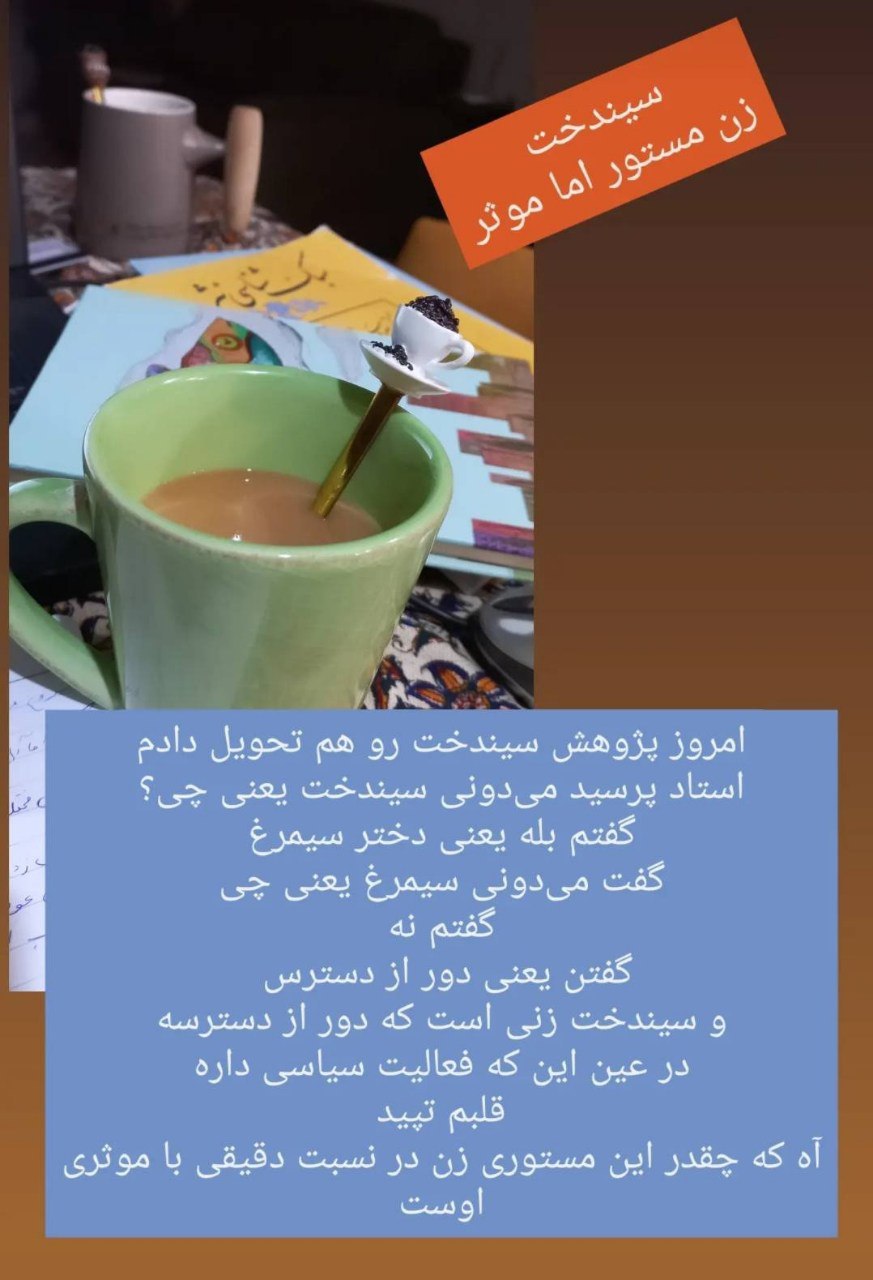 سیندخت
زن مستور اما موثر
سبک شناسی نثر
امروز پژوهش سیندخت رو هم تحویل دادم
استاد پرسید می‌دونی سیندخت یعنی چی؟
گفتم بله یعنی دختر سیمرغ
گفت می‌دونی سیمرغ یعنی چی
گفتم نه
گفتن یعنی دور از دسترس
و سیندخت زنی است که دور از دسترسه
در عین این که فعالیت سیاسی داره
قلبم تپید
آه که چقدر این مستوری زن در نسبت دقیقی با موثری
اوست